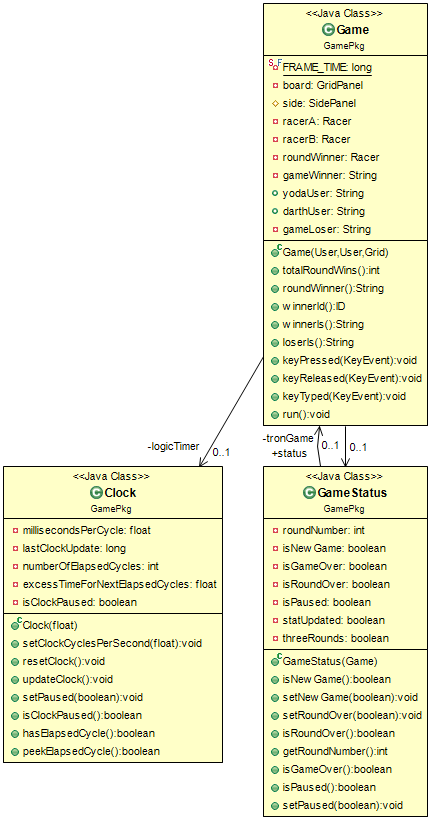 <<Java Class>>
C Game
GamePkg
S F FRAME_TIME: long
board: GridPanel
side: SidePanel
racerA: Racer
racerB: Racer
roundWinner: Racer
gameWinner: String
yodaUser: String
darthUser: String
gameLoser: String
C Game(User,User,Grid)
totalRoundWins():int
roundWinner():String
winnerId():ID
winnerIs():String
loserIs():String
keyPressed(KeyEvent):void
keyReleased(KeyEvent):void
keyTyped(KeyEvent):void
run():void
-logicTimer
0..1
-tronGame
+status
0..1
0..1
<<Java Class>>
C Clock
GamePkg
millisecondsPerCycle: float
lastClockUpdate: long
numberOfElapsedCycles: int
excessTimeForNextElapsedCycles: float
isClockPaused: boolean
C Clock(float)
setClockCyclesPerSecond(float):void
resetClock():void
updateClock():void
setPaused(boolean):void
isClockPaused():boolean
hasElapsedCycle():boolean
peekElapsedCycle():boolean
<<Java Class>>
C GameStatus
GamePkg
roundNumber: int
isNewGame: boolean
isGameOver: boolean
isRoundOver: boolean
isPaused: boolean
statUpdated: boolean
threeRounds: boolean
C GameStatus(Game)
isNewGame():boolean
setNewGame(boolean):void
setRoundOver(boolean):void
isRoundOver():boolean
getRoundNumber():int
isGameOver():boolean
isPaused():boolean
setPaused(boolean):void